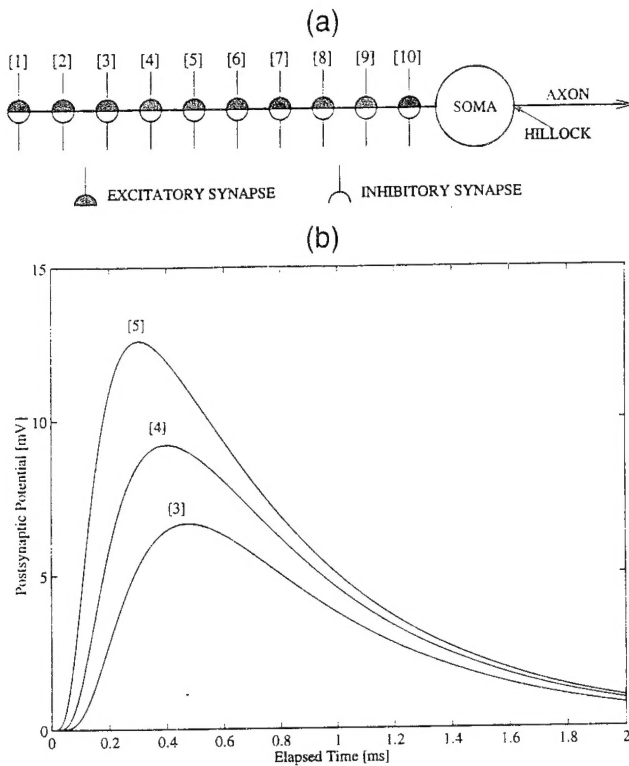 (a)
[1] [2] [3] [4] [5] [6] [7] [8] [9] [10]
SOMA
AXON
HILLOCK
EXCITATORY SYNAPSE
INHIBITORY SYNAPSE
(b)
15
[5]
10
[4]
[3]
5
0
Postsynaptic Potential [mV]
0 0.2 0.4 0.6 0.8 1 1.2 1.4 1.6 1.8 2
Elapsed Time [ms]